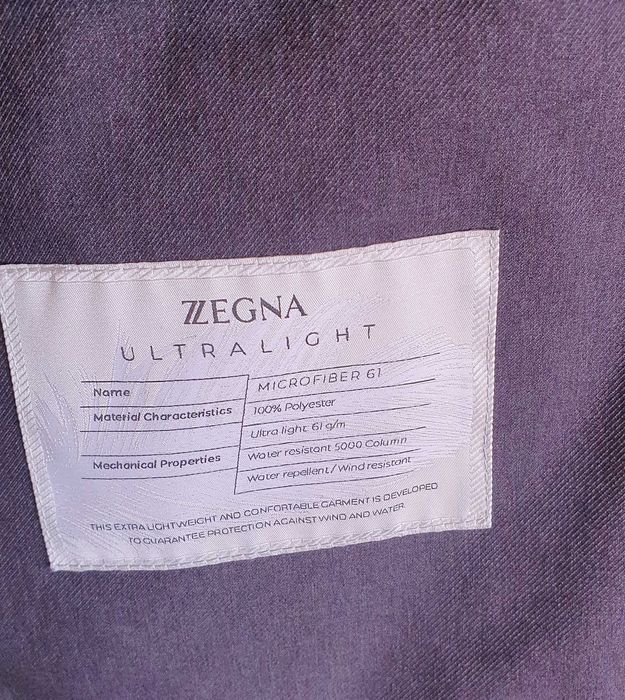 ZZEGNA
ULTRALIGHT
Name MICROFIBER 61
Material Characteristics 100% Polyester
Ultra light 61 g/m
Mechanical Properties Water resistant 5000 Column
Water repellent / Wind resistant
THIS EXTRA LIGHTWEIGHT AND CONFORTABLE GARMENT IS DEVELOPED
TO GUARANTEE PROTECTION AGAINST WIND AND WATER.